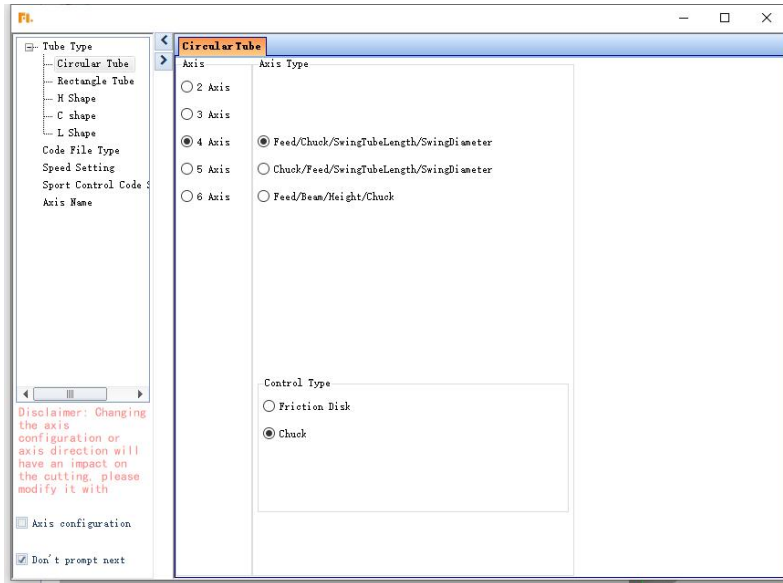 FL.
Tube Type
Circular Tube
Rectangle Tube
H Shape
C shape
L Shape
Code File Type
Speed Setting
Sport Control Code S
Axis Name
Disclaimer: Changing
the axis
configuration or
axis direction will
have an impact on
the cutting, please
modify it with
Axis configuration
Don't prompt next
CircularTube
Axis
2 Axis
3 Axis
4 Axis
5 Axis
6 Axis
Axis Type
Feed/Chuck/SwingTubeLength/SwingDiameter
Chuck/Feed/SwingTubeLength/SwingDiameter
Feed/Beam/Height/Chuck
Control Type
Friction Disk
Chuck